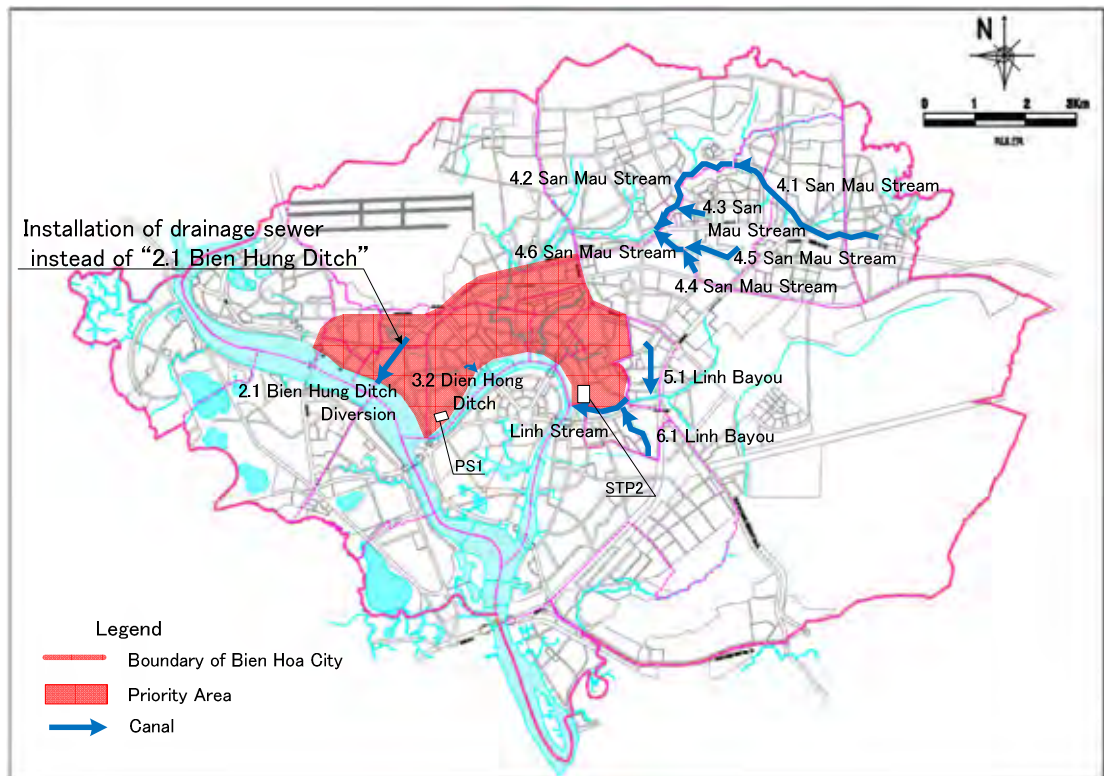 N
0 1 2 3Km
RULER
4.2 San Mau Stream
4.1 San Mau Stream
4.3 San
Mau Stream
Installation of drainage sewer
instead of “2.1 Bien Hung Ditch”
4.6 San Mau Stream
4.5 San Mau Stream
4.4 San Mau Stream
3.2 Dien Hong
Ditch
2.1 Bien Hung Ditch
Diversion
5.1 Linh Bayou
Linh Stream
6.1 Linh Bayou
PS1
STP2
Legend
Boundary of Bien Hoa City
Priority Area
Canal